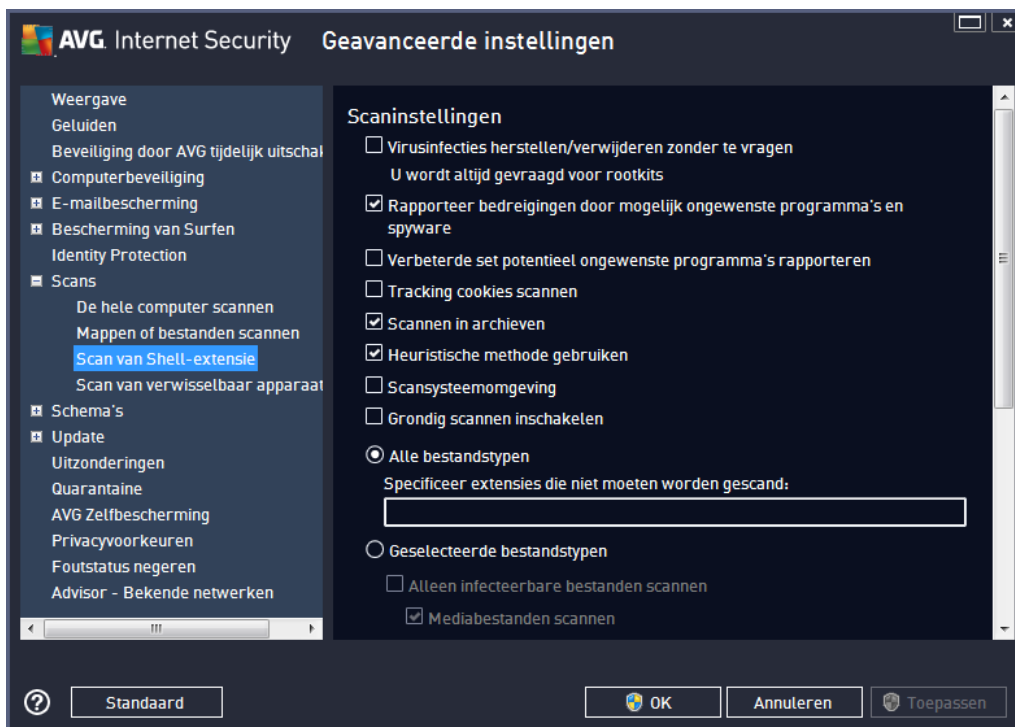 AVG. Internet Security Geavanceerde instellingen
Weergave
Geluiden
Beveiliging door AVG tijdelijk uitschal
Computerbeveiliging
E-mailbescherming
Bescherming van Surfen
Identity Protection
Scans
De hele computer scannen
Mappen of bestanden scannen
Scan van Shell-extensie
Scan van verwisselbaar apparaat
Schema's
Update
Uitzonderingen
Quarantaine
AVG Zelfbescherming
Privacyvoorkeuren
Foutstatus negeren
Advisor - Bekende netwerken
Scaninstellingen
Virusinfecties herstellen/verwijderen zonder te vragen
U wordt altijd gevraagd voor rootkits
Rapporteer bedreigingen door mogelijk ongewenste programma's en
spyware
Verbeterde set potentieel ongewenste programma's rapporteren
Tracking cookies scannen
Scannen in archieven
Heuristische methode gebruiken
Scansysteemomgeving
Grondig scannen inschakelen
Alle bestandstypen
Specificeer extensies die niet moeten worden gescand:
Geselecteerde bestandstypen
Alleen infecteerbare bestanden scannen
Mediabestanden scannen
Standaard
OK
Annuleren
Toepassen